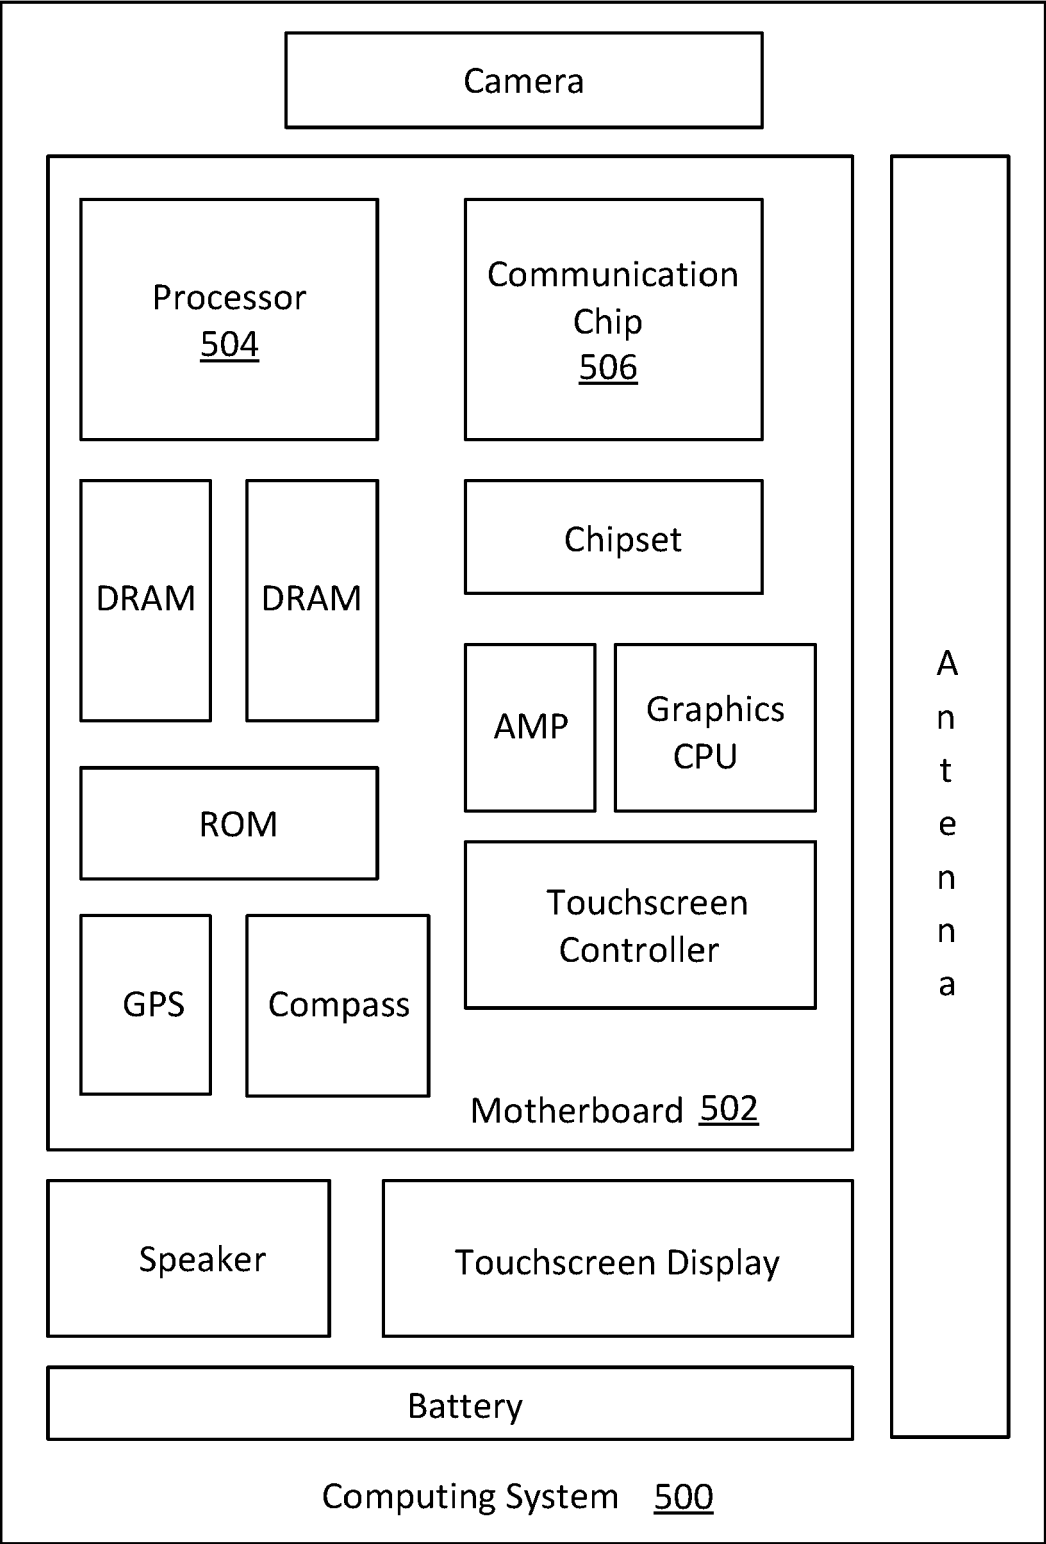 Camera
Processor
504
Communication
Chip
506
DRAM
DRAM
Chipset
AMP
Graphics
CPU
ROM
Touchscreen
Controller
GPS
Compass
Motherboard 502
Antenna
Speaker
Touchscreen Display
Battery
Computing System 500